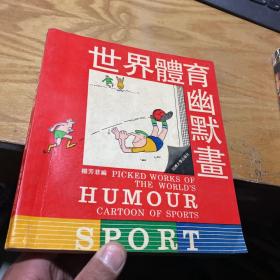 世界體育
幽默畫
楊芳菲編 PICKED WORKS OF
THE WORLD'S
HUMOUR
CARTOON OF SPORTS
SPORT